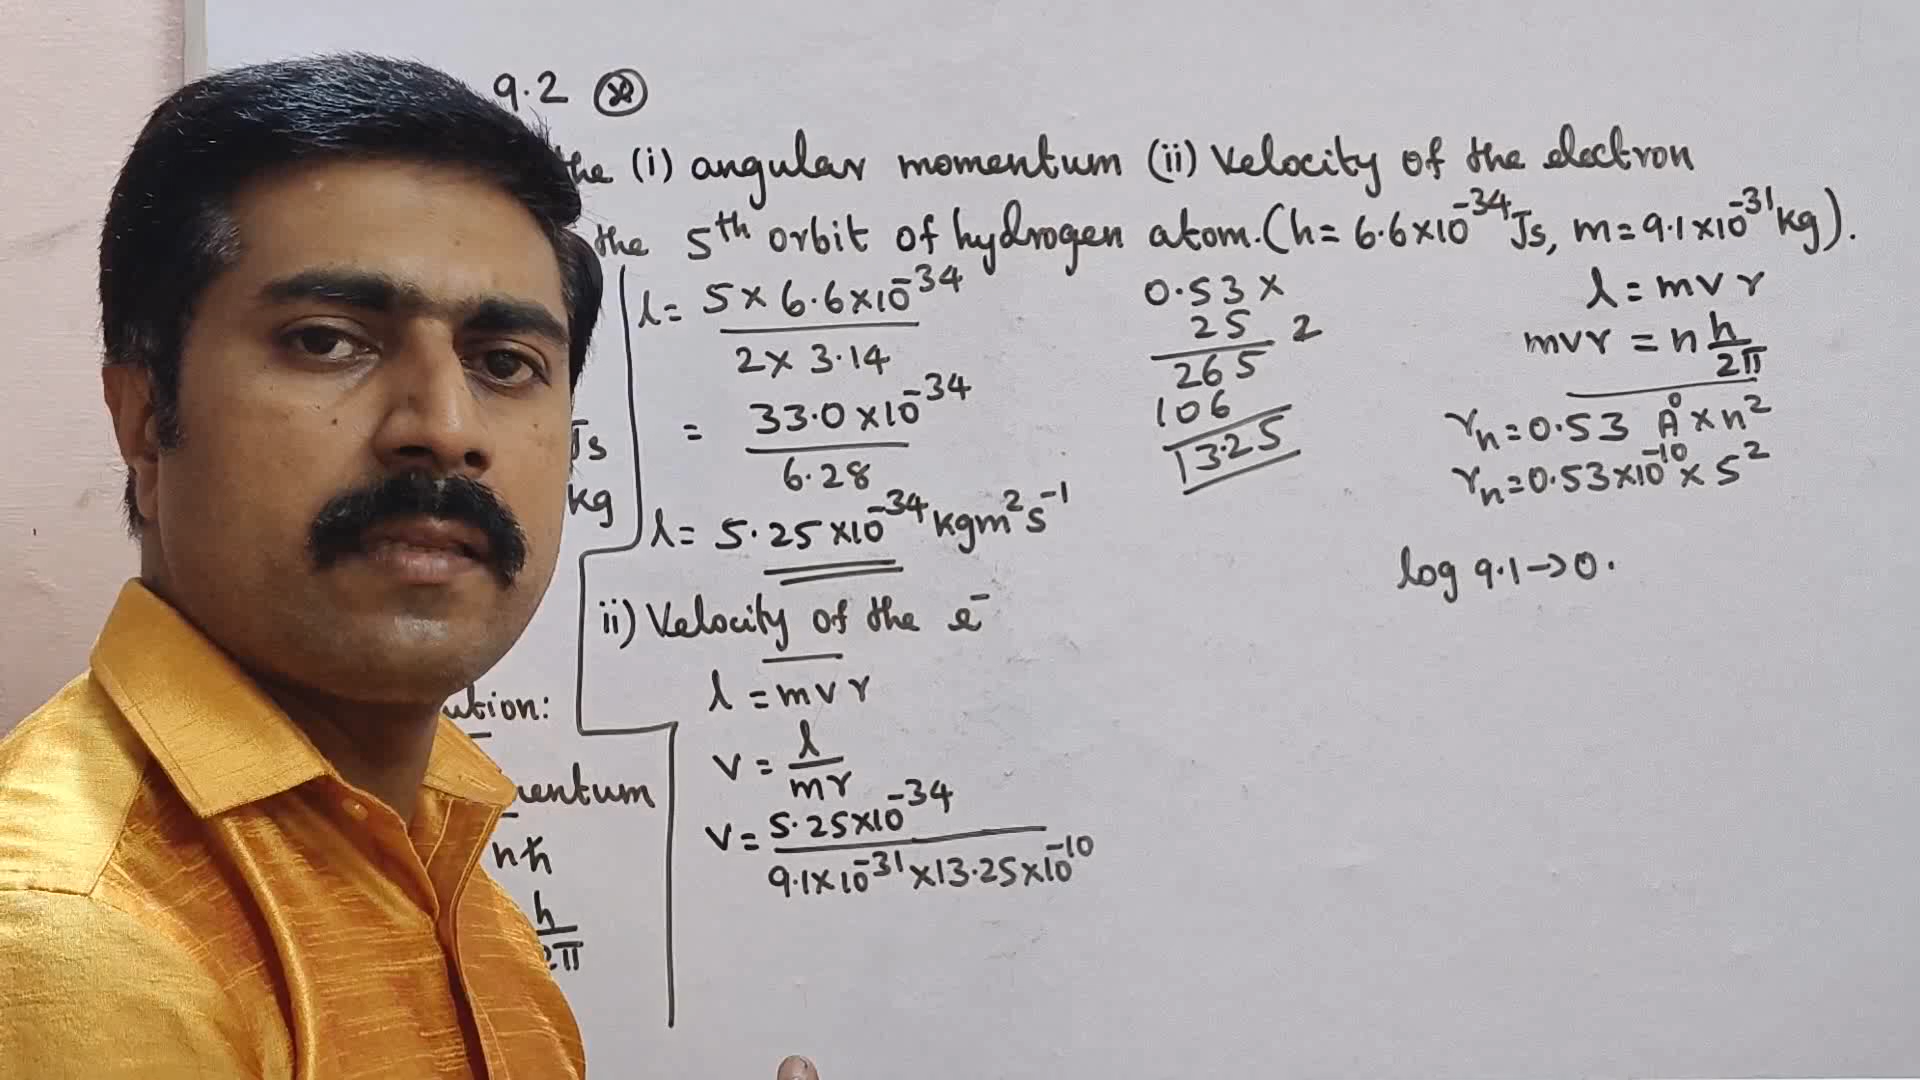 9.2 ⊛
the (i) angular momentum (ii) Velocity of the electron
the 5th orbit of hydrogen atom.(h= 6.6×10^-34 Js, m=9.1×10^-31 kg).
Js
kg
ution:
mentum
nħ
h
2π
l= 5×6.6×10^-34
2×3.14
= 33.0×10^-34
6.28
l= 5.25×10^-34 kgm^2s^-1
ii) Velocity of the e^-
l = mvr
v = l
mr
v = 5.25×10^-34
9.1×10^-31×13.25×10^-10
0.53×
25 2
265
106
13.25
l = mvr
mvr = n h
2π
rn=0.53 A°×n^2
rn=0.53×10^-10×5^2
log 9.1→0.